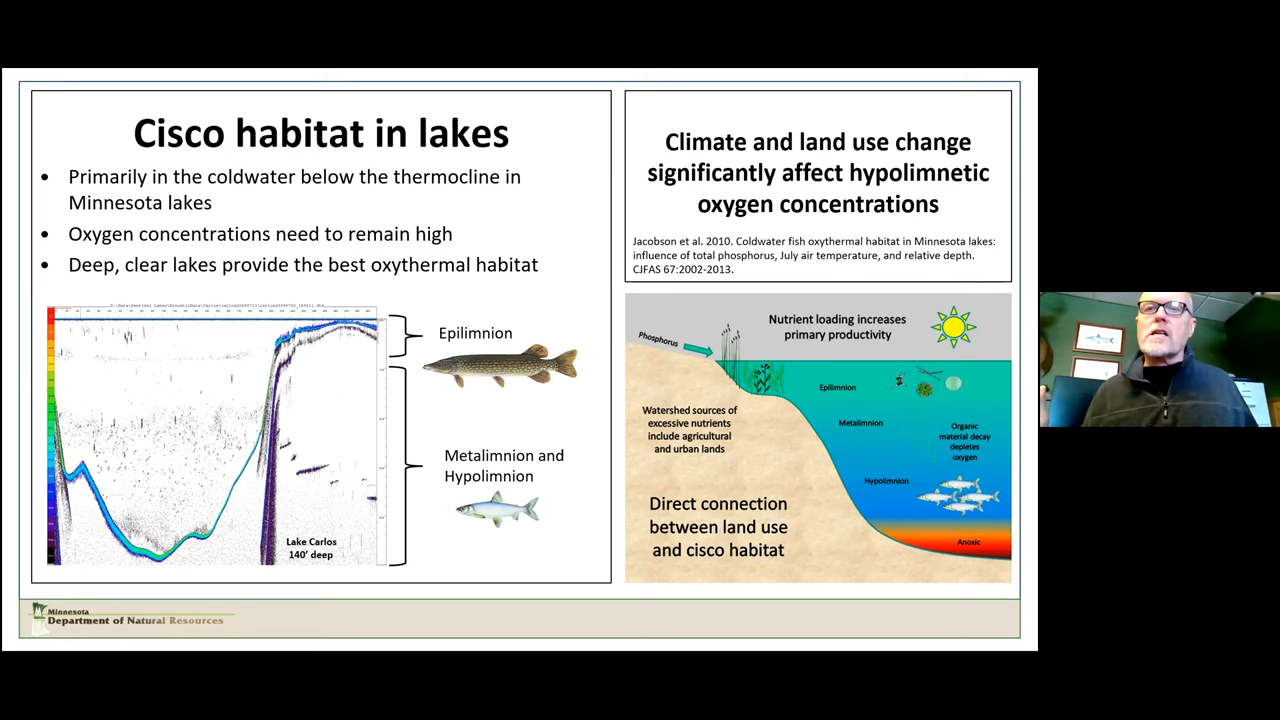 Cisco habitat in lakes
• Primarily in the coldwater below the thermocline in
Minnesota lakes
• Oxygen concentrations need to remain high
• Deep, clear lakes provide the best oxythermal habitat
Epilimnion
Metalimnion and
Hypolimnion
Lake Carlos
140' deep
Climate and land use change
significantly affect hypolimnetic
oxygen concentrations
Jacobson et al. 2010. Coldwater fish oxythermal habitat in Minnesota lakes:
influence of total phosphorus, July air temperature, and relative depth.
CJFAS 67:2002-2013.
Nutrient loading increases
primary productivity
Phosphorus
Epilimnion
Metalimnion
Watershed sources of
excessive nutrients
include agricultural
and urban lands
Organic
material decay
depletes
oxygen
Hypolimnion
Direct connection
between land use
and cisco habitat
Anoxic
Minnesota
Department of Natural Resources